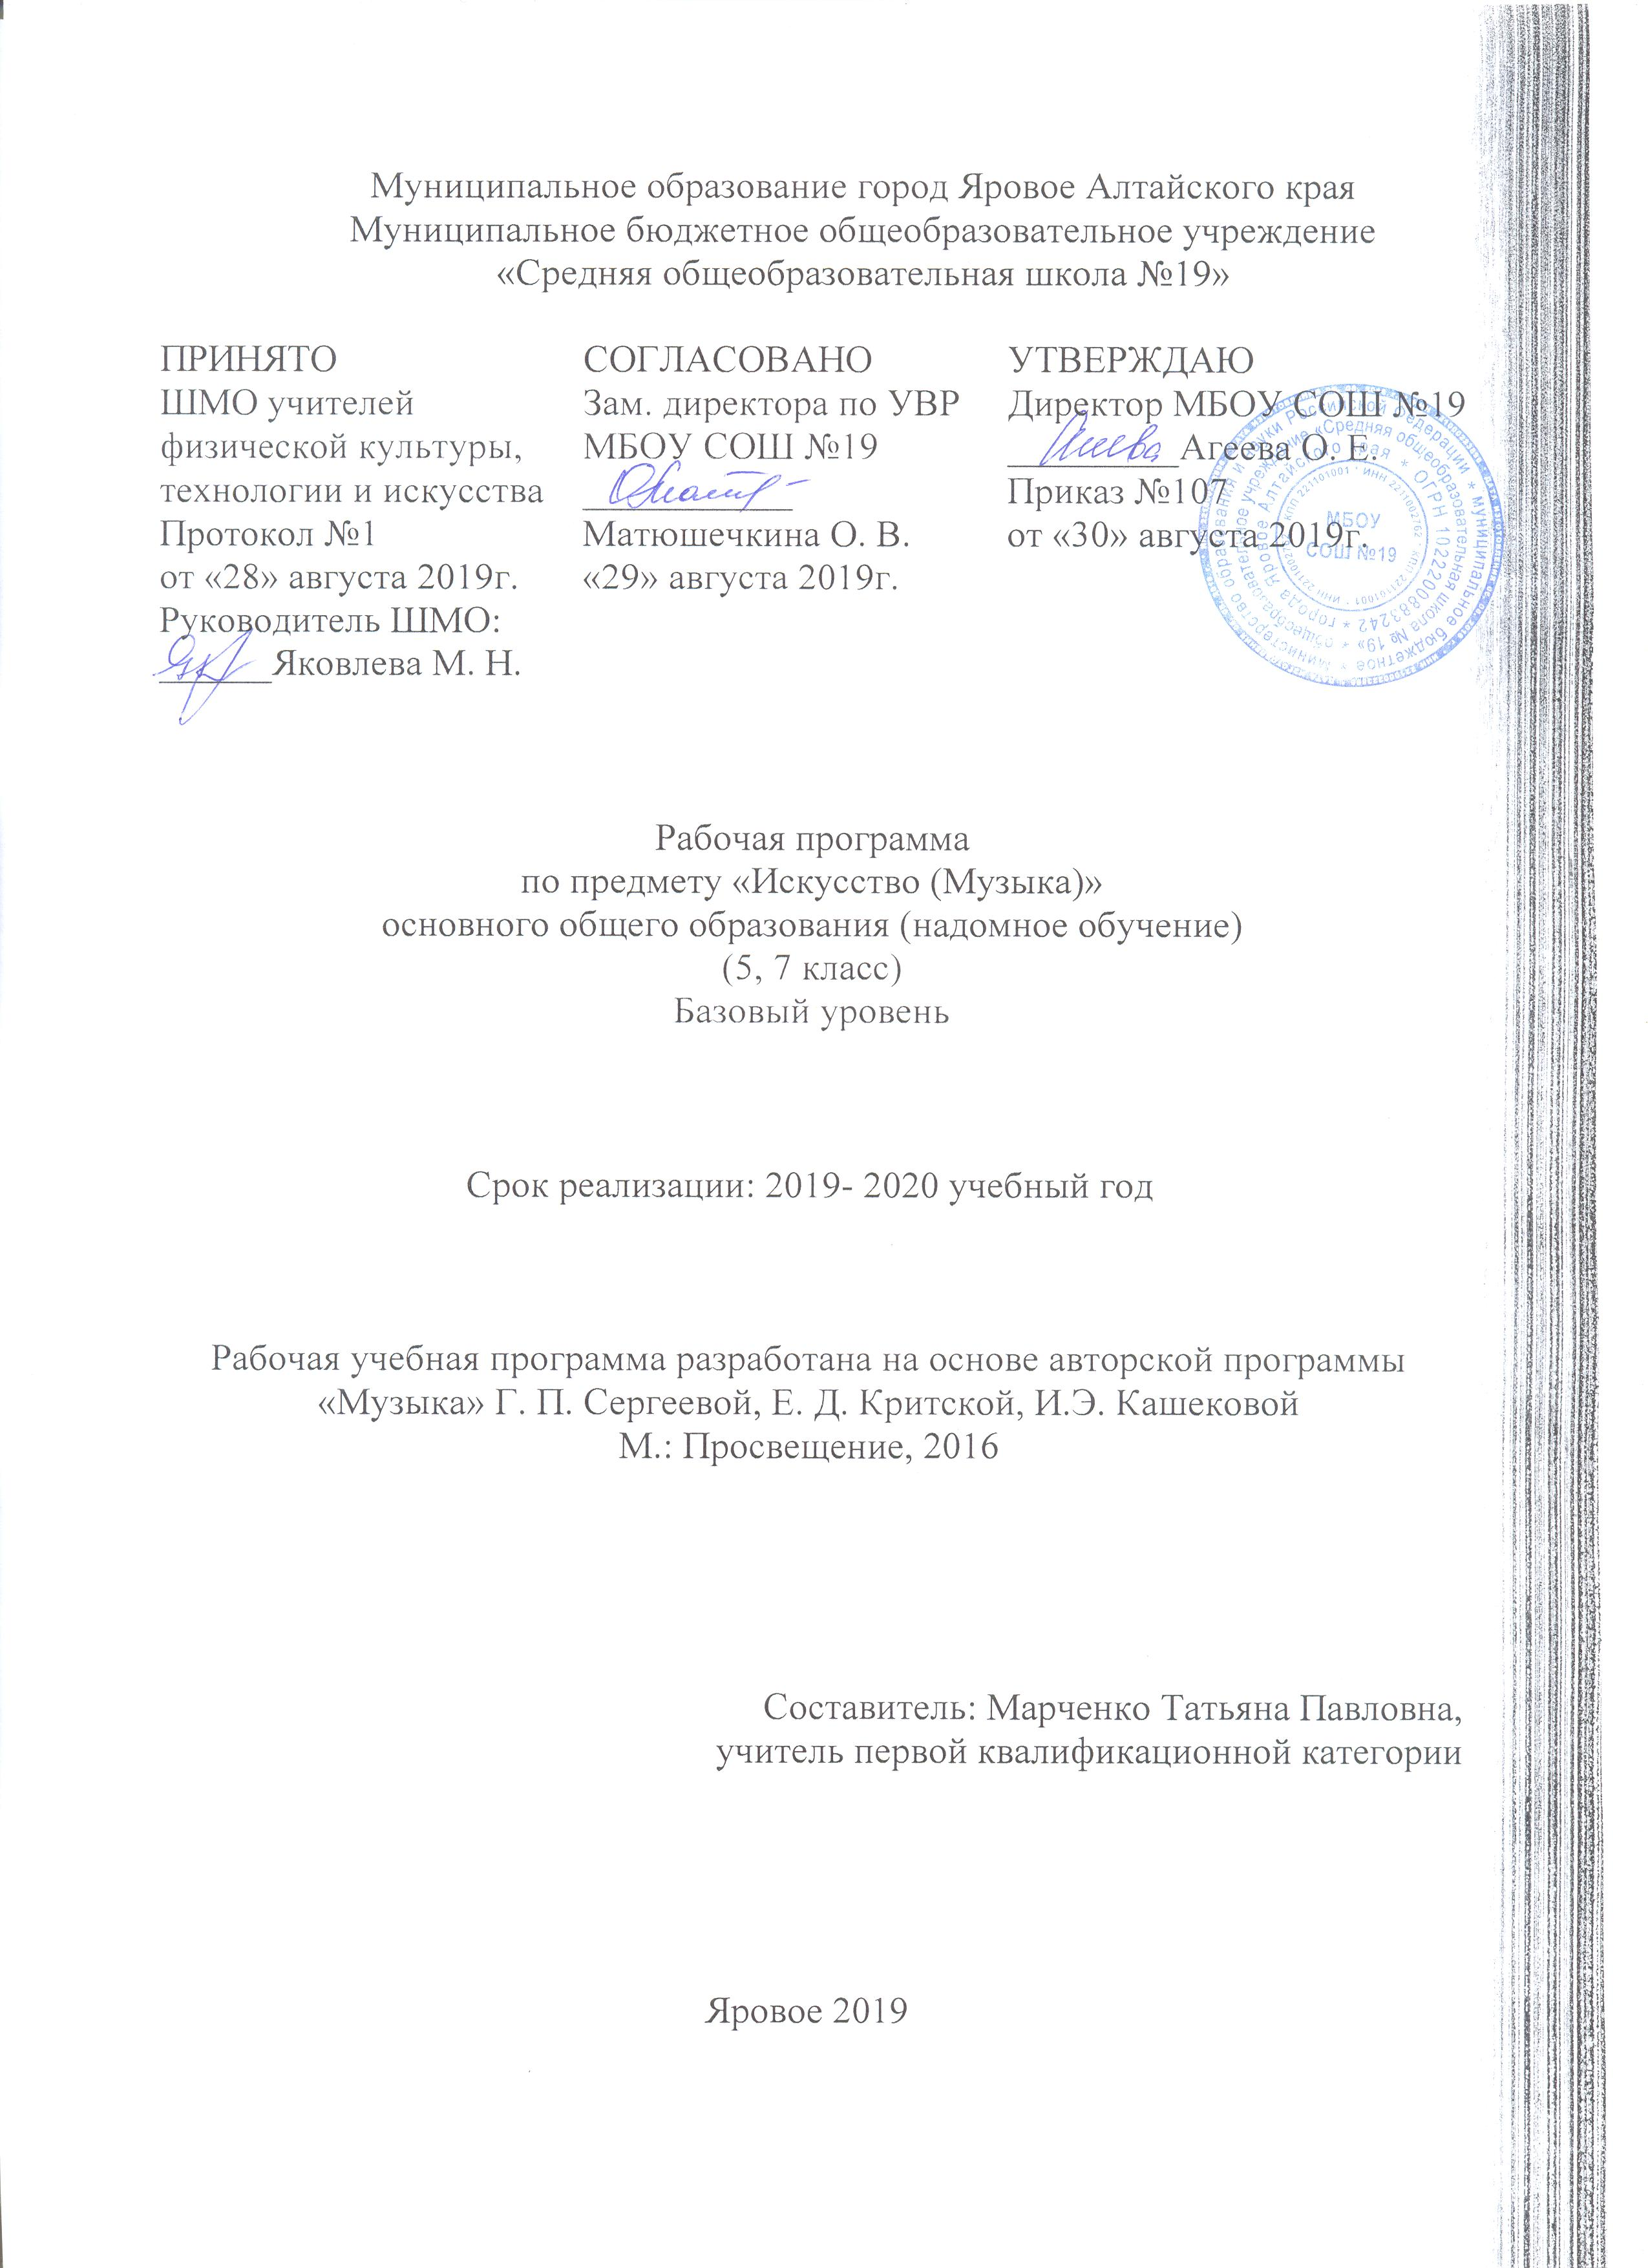 Муниципальное образование город Яровое Алтайского края
Муниципальное бюджетное общеобразовательное учреждение
«Средняя общеобразовательная школа №19»
ПРИНЯТО
ШМО учителей
физической культуры,
технологии и искусства
Протокол №1
от «28» августа 2019г.
Руководитель ШМО:
Яковлева М. Н.
СОГЛАСОВАНО
Зам. директора по УВР
МБОУ СОШ №19
Матюшечкина О. В.
«29» августа 2019г.
УТВЕРЖДАЮ
Директор МБОУ СОШ №19
Агеева О. Е.
Приказ №107
от «30» августа 2019г.
МБОУ
СОШ №19
Рабочая программа
по предмету «Искусство (Музыка)»
основного общего образования (надомное обучение)
(5, 7 класс)
Базовый уровень
Срок реализации: 2019- 2020 учебный год
Рабочая учебная программа разработана на основе авторской программы
«Музыка» Г. П. Сергеевой, Е. Д. Критской, И.Э. Кашековой
М.: Просвещение, 2016
Составитель: Марченко Татьяна Павловна,
учитель первой квалификационной категории
Яровое 2019